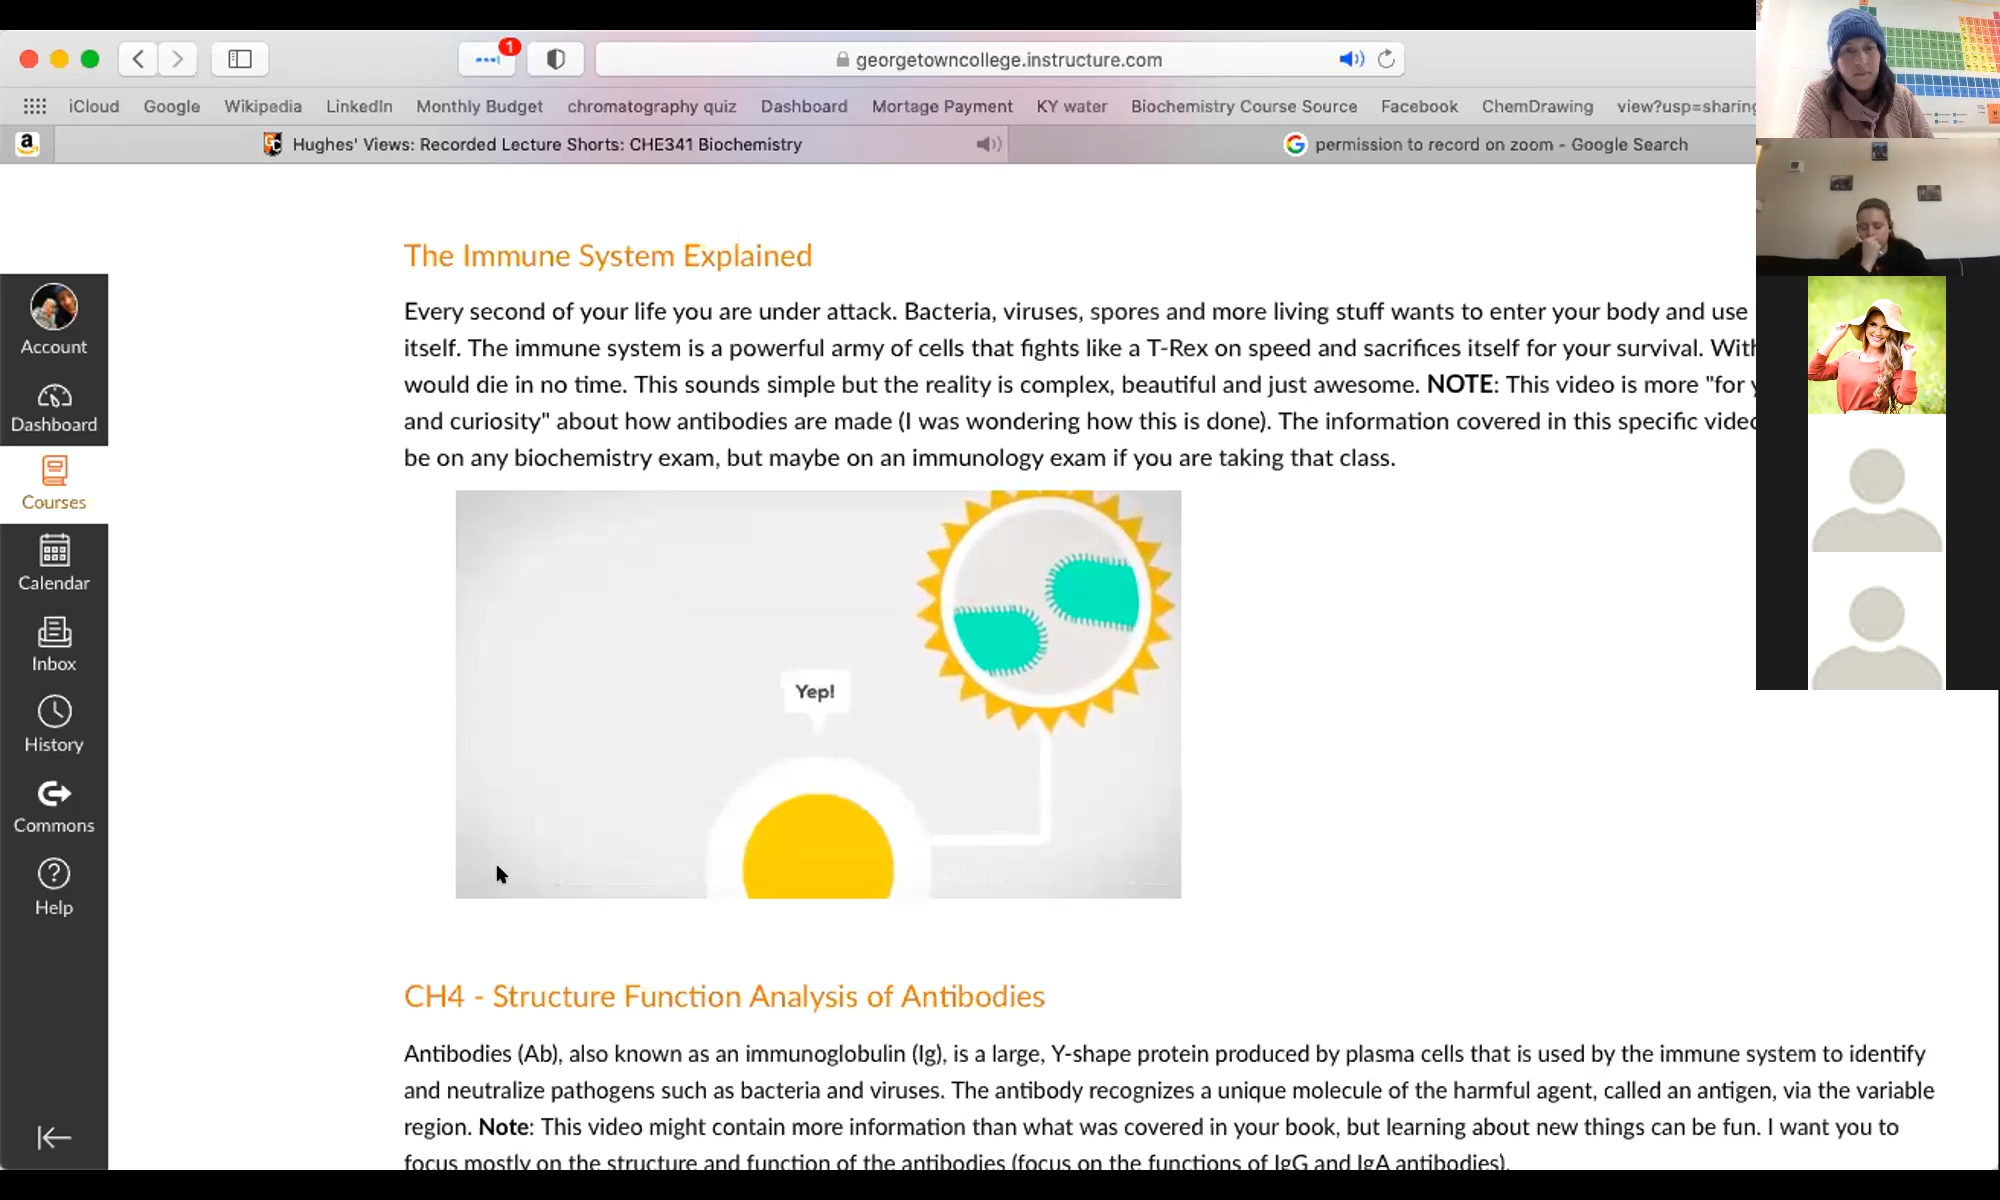 1
georgetowncollege.instructure.com
iCloud Google Wikipedia LinkedIn Monthly Budget chromatography quiz Dashboard Mortage Payment KY water Biochemistry Course Source Facebook ChemDrawing view?usp=sharing
a Hughes' Views: Recorded Lecture Shorts: CHE341 Biochemistry G permission to record on zoom - Google Search
The Immune System Explained
Every second of your life you are under attack. Bacteria, viruses, spores and more living stuff wants to enter your body and use
itself. The immune system is a powerful army of cells that fights like a T-Rex on speed and sacrifices itself for your survival.
would die in no time. This sounds simple but the reality is complex, beautiful and just awesome. NOTE: This video is more "for
and curiosity" about how antibodies are made (I was wondering how this is done). The information covered in this specific
be on any biochemistry exam, but maybe on an immunology exam if you are taking that class.
Yep!
CH4 - Structure Function Analysis of Antibodies
Antibodies (Ab), also known as an immunoglobulin (Ig), is a large, Y-shape protein produced by plasma cells that is used by the immune system to identify
and neutralize pathogens such as bacteria and viruses. The antibody recognizes a unique molecule of the harmful agent, called an antigen, via the variable
region. Note: This video might contain more information than what was covered in your book, but learning about new things can be fun. I want you to
focus mostly on the structure and function of the antibodies (focus on the functions of IgG and IgA antibodies).
Account
Dashboard
Courses
Calendar
Inbox
History
Commons
Help